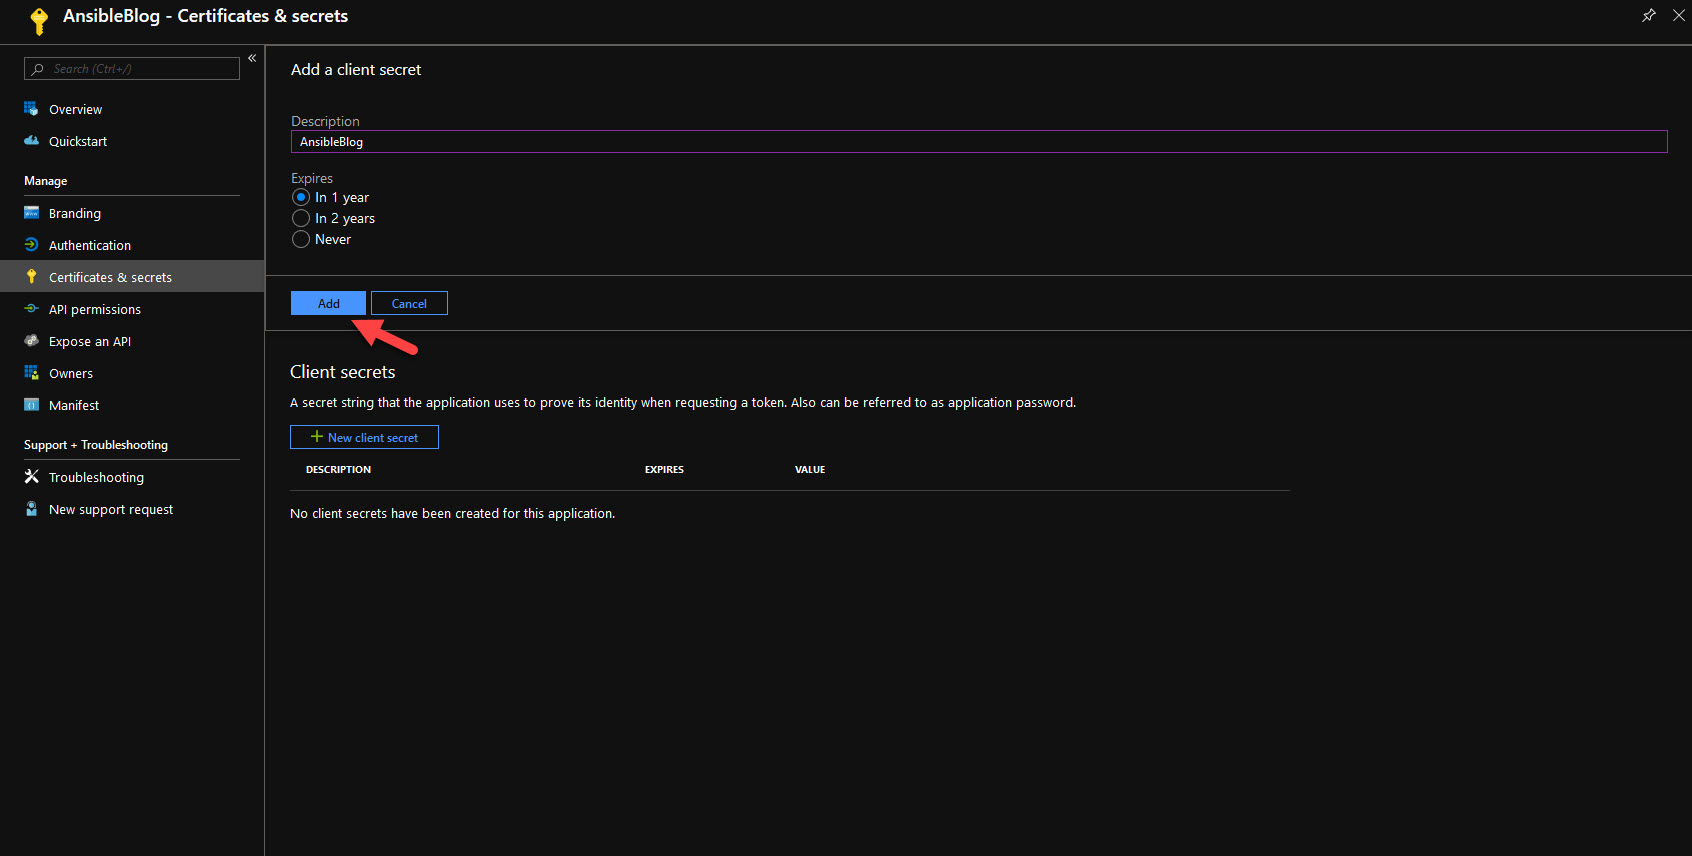 AnsibleBlog - Certificates & secrets
Search (Ctrl+/)
Overview
Quickstart
Manage
Branding
Authentication
Certificates & secrets
API permissions
Expose an API
Owners
Manifest
Support + Troubleshooting
Troubleshooting
New support request
Add a client secret
Description
AnsibleBlog
Expires
In 1 year
In 2 years
Never
Add Cancel
Client secrets
A secret string that the application uses to prove its identity when requesting a token. Also can be referred to as application password.
New client secret
DESCRIPTION EXPIRES VALUE
No client secrets have been created for this application.